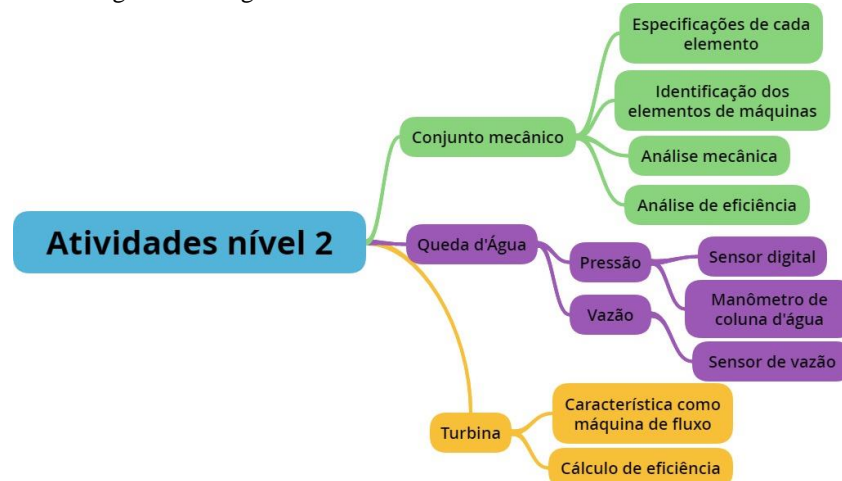 Especificações de cada
elemento
Identificação dos
elementos de máquinas
Conjunto mecânico
Análise mecânica
Análise de eficiência
Atividades nível 2
Queda d'Água
Pressão
Sensor digital
Manômetro de
coluna d'água
Vazão
Sensor de vazão
Turbina
Característica como
máquina de fluxo
Cálculo de eficiência